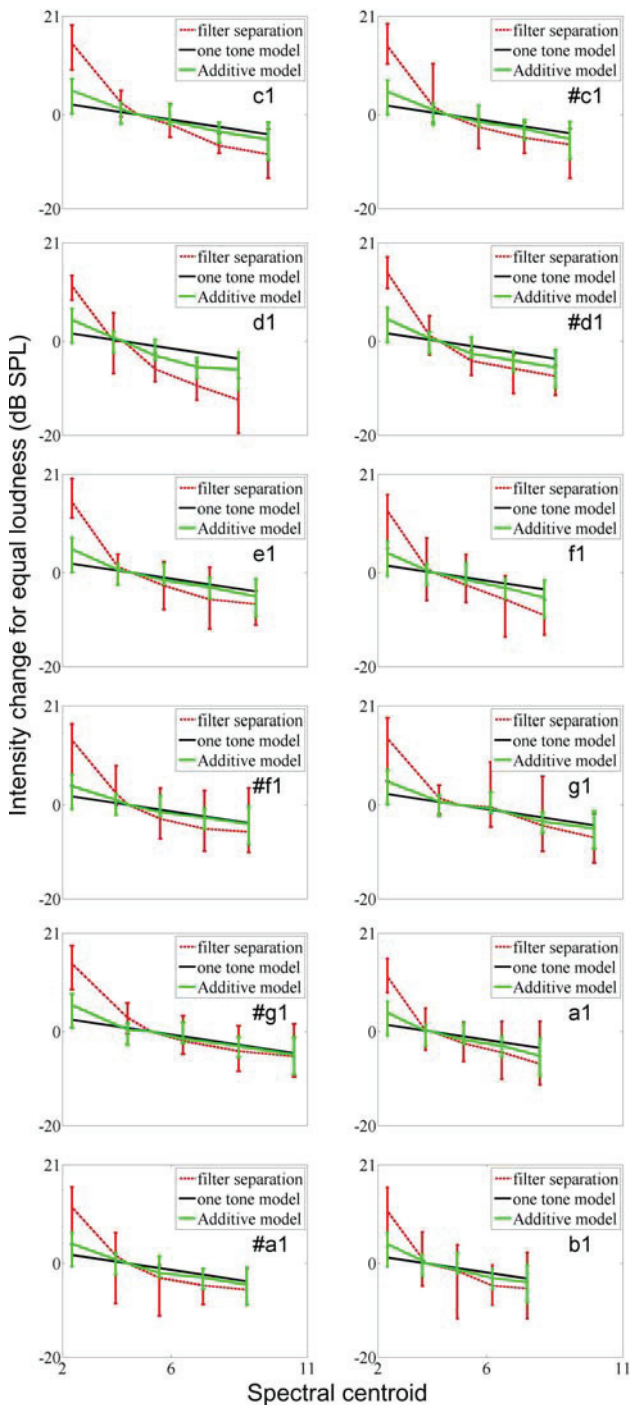 Intensity change for equal loudness (dB SPL)
filter separation
one tone model
Additive model
c1
0
-20
filter separation
one tone model
Additive model
#c1
0
-20
21
filter separation
one tone model
Additive model
d1
0
-20
21
filter separation
one tone model
Additive model
#d1
0
-20
21
filter separation
one tone model
Additive model
e1
0
-20
21
filter separation
one tone model
Additive model
f1
0
-20
21
filter separation
one tone model
Additive model
#f1
0
-20
21
filter separation
one tone model
Additive model
g1
0
-20
21
filter separation
one tone model
Additive model
#g1
0
-20
21
filter separation
one tone model
Additive model
a1
0
-20
21
filter separation
one tone model
Additive model
#a1
0
-20
2 6 11
21
filter separation
one tone model
Additive model
b1
0
-20
2 6 11
Spectral centroid